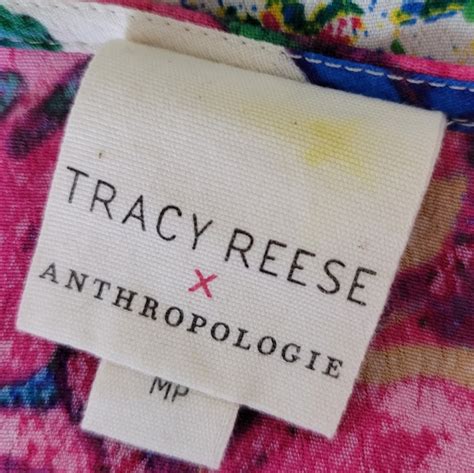 TRACY REESE
x
ANTHROPOLOGIE
MP